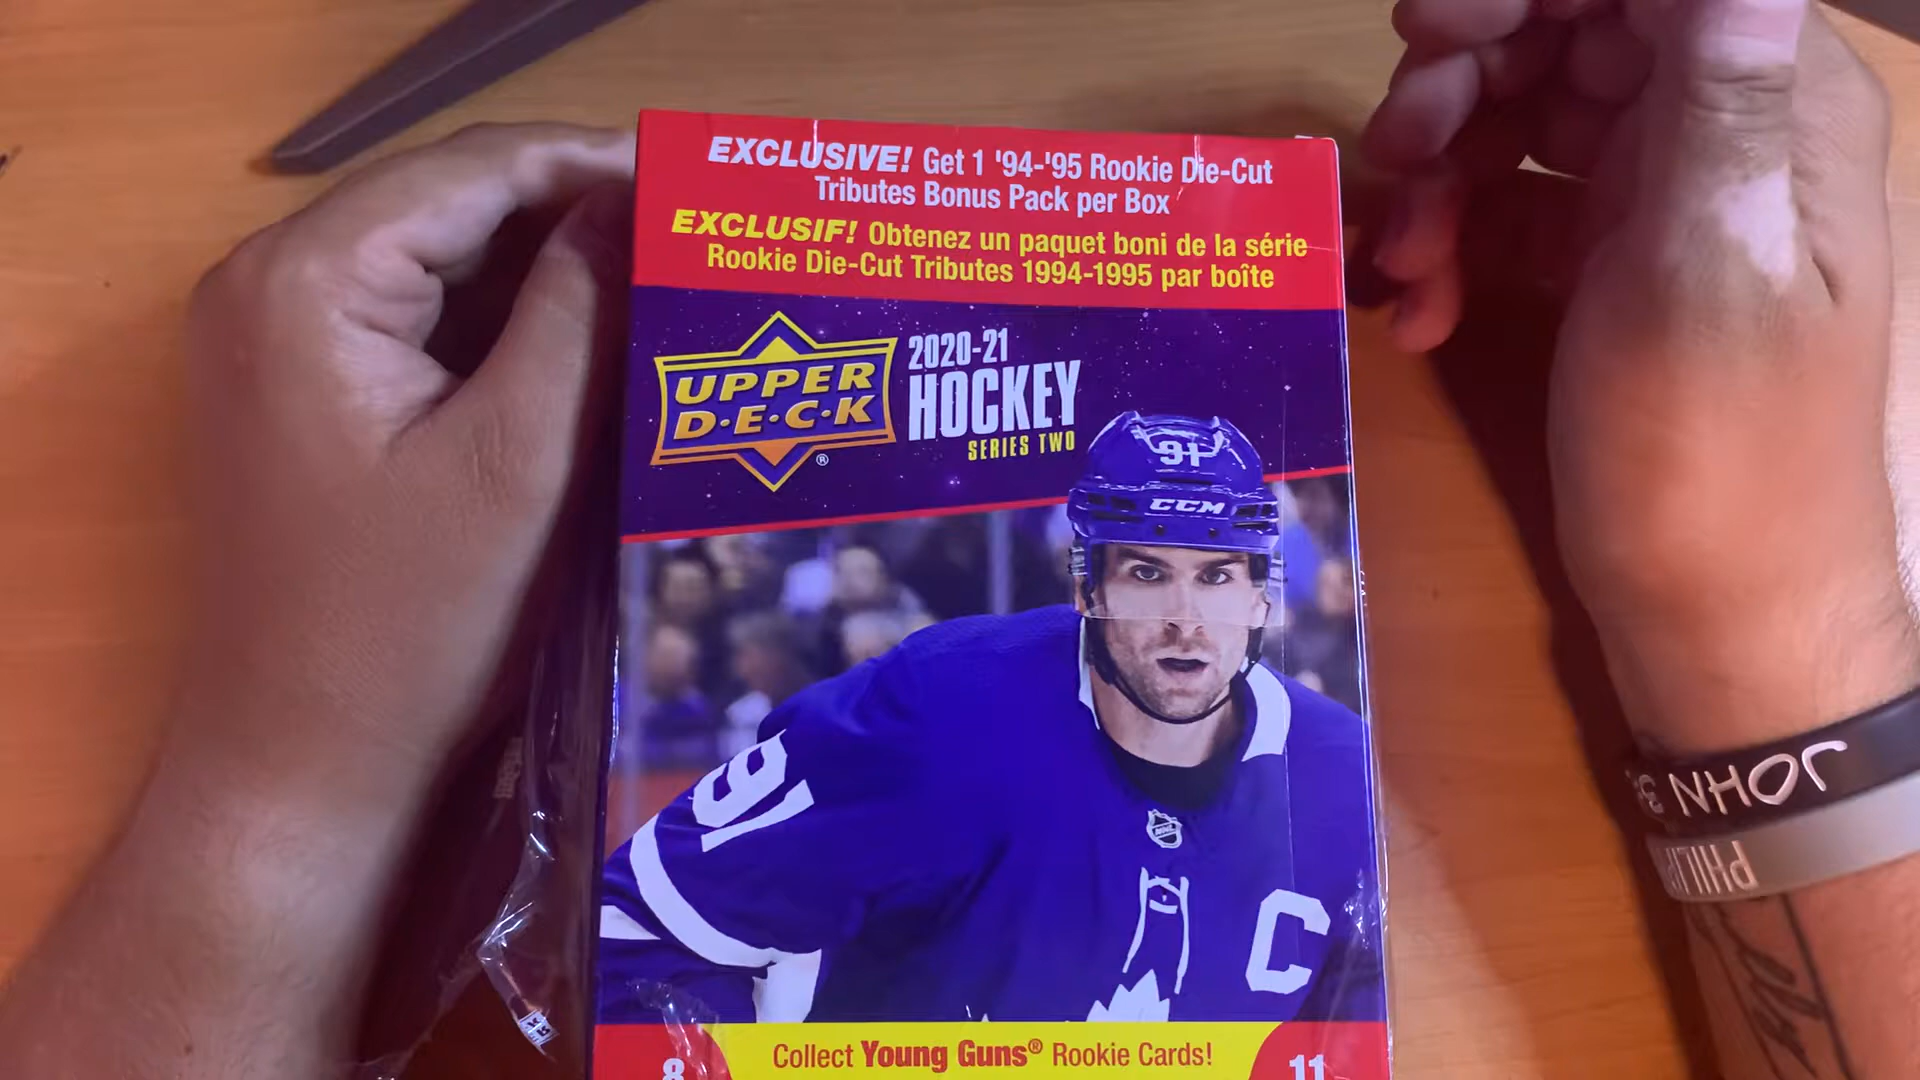 EXCLUSIVE! Get 1 '94-'95 Rookie Die-Cut
Tributes Bonus Pack per Box
EXCLUSIF! Obtenez un paquet boni de la série
Rookie Die-Cut Tributes 1994-1995 par boîte
UPPER
D·E·C·K
®
2020-21
HOCKEY
SERIES TWO
91
CCM
91
NHL
C
Collect Young Guns® Rookie Cards!
8
11
JOHN 3